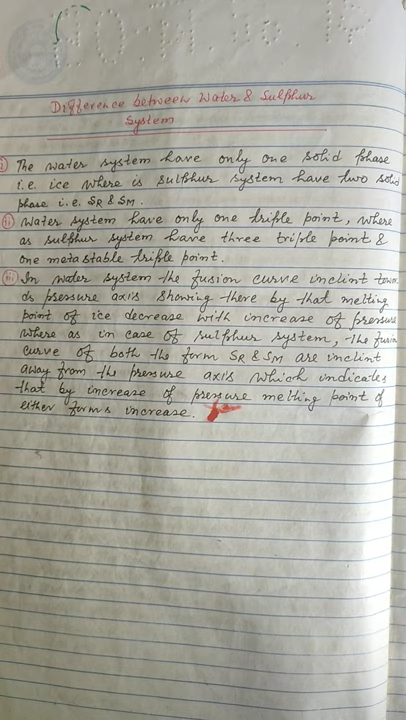 Difference between Water & Sulphur
System
i) The water system have only one solid phase
i.e. ice where is sulphur system have two solid
phase i.e. SR & SM.
ii) Water system have only one triple point, where
as sulphur system have three triple point &
one metastable triple point.
iii) In water system the fusion curve inclint towar
ds pressure axis showing there by that melting
point of ice decrease with increase of pressure
where as in case of sulphur system, the fusion
curve of both the form SR & SM are inclint
away from the pressure axis which indicates
that by increase of pressure melting point of
either forms increase.